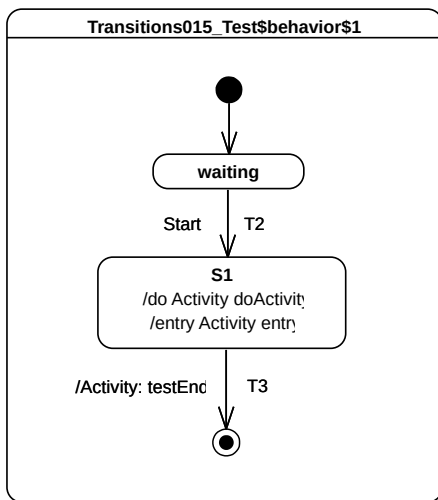 Transitions015_Test$behavior$1
waiting
Start T2
S1
/do Activity doActivity
/entry Activity entry
/Activity: testEnd T3